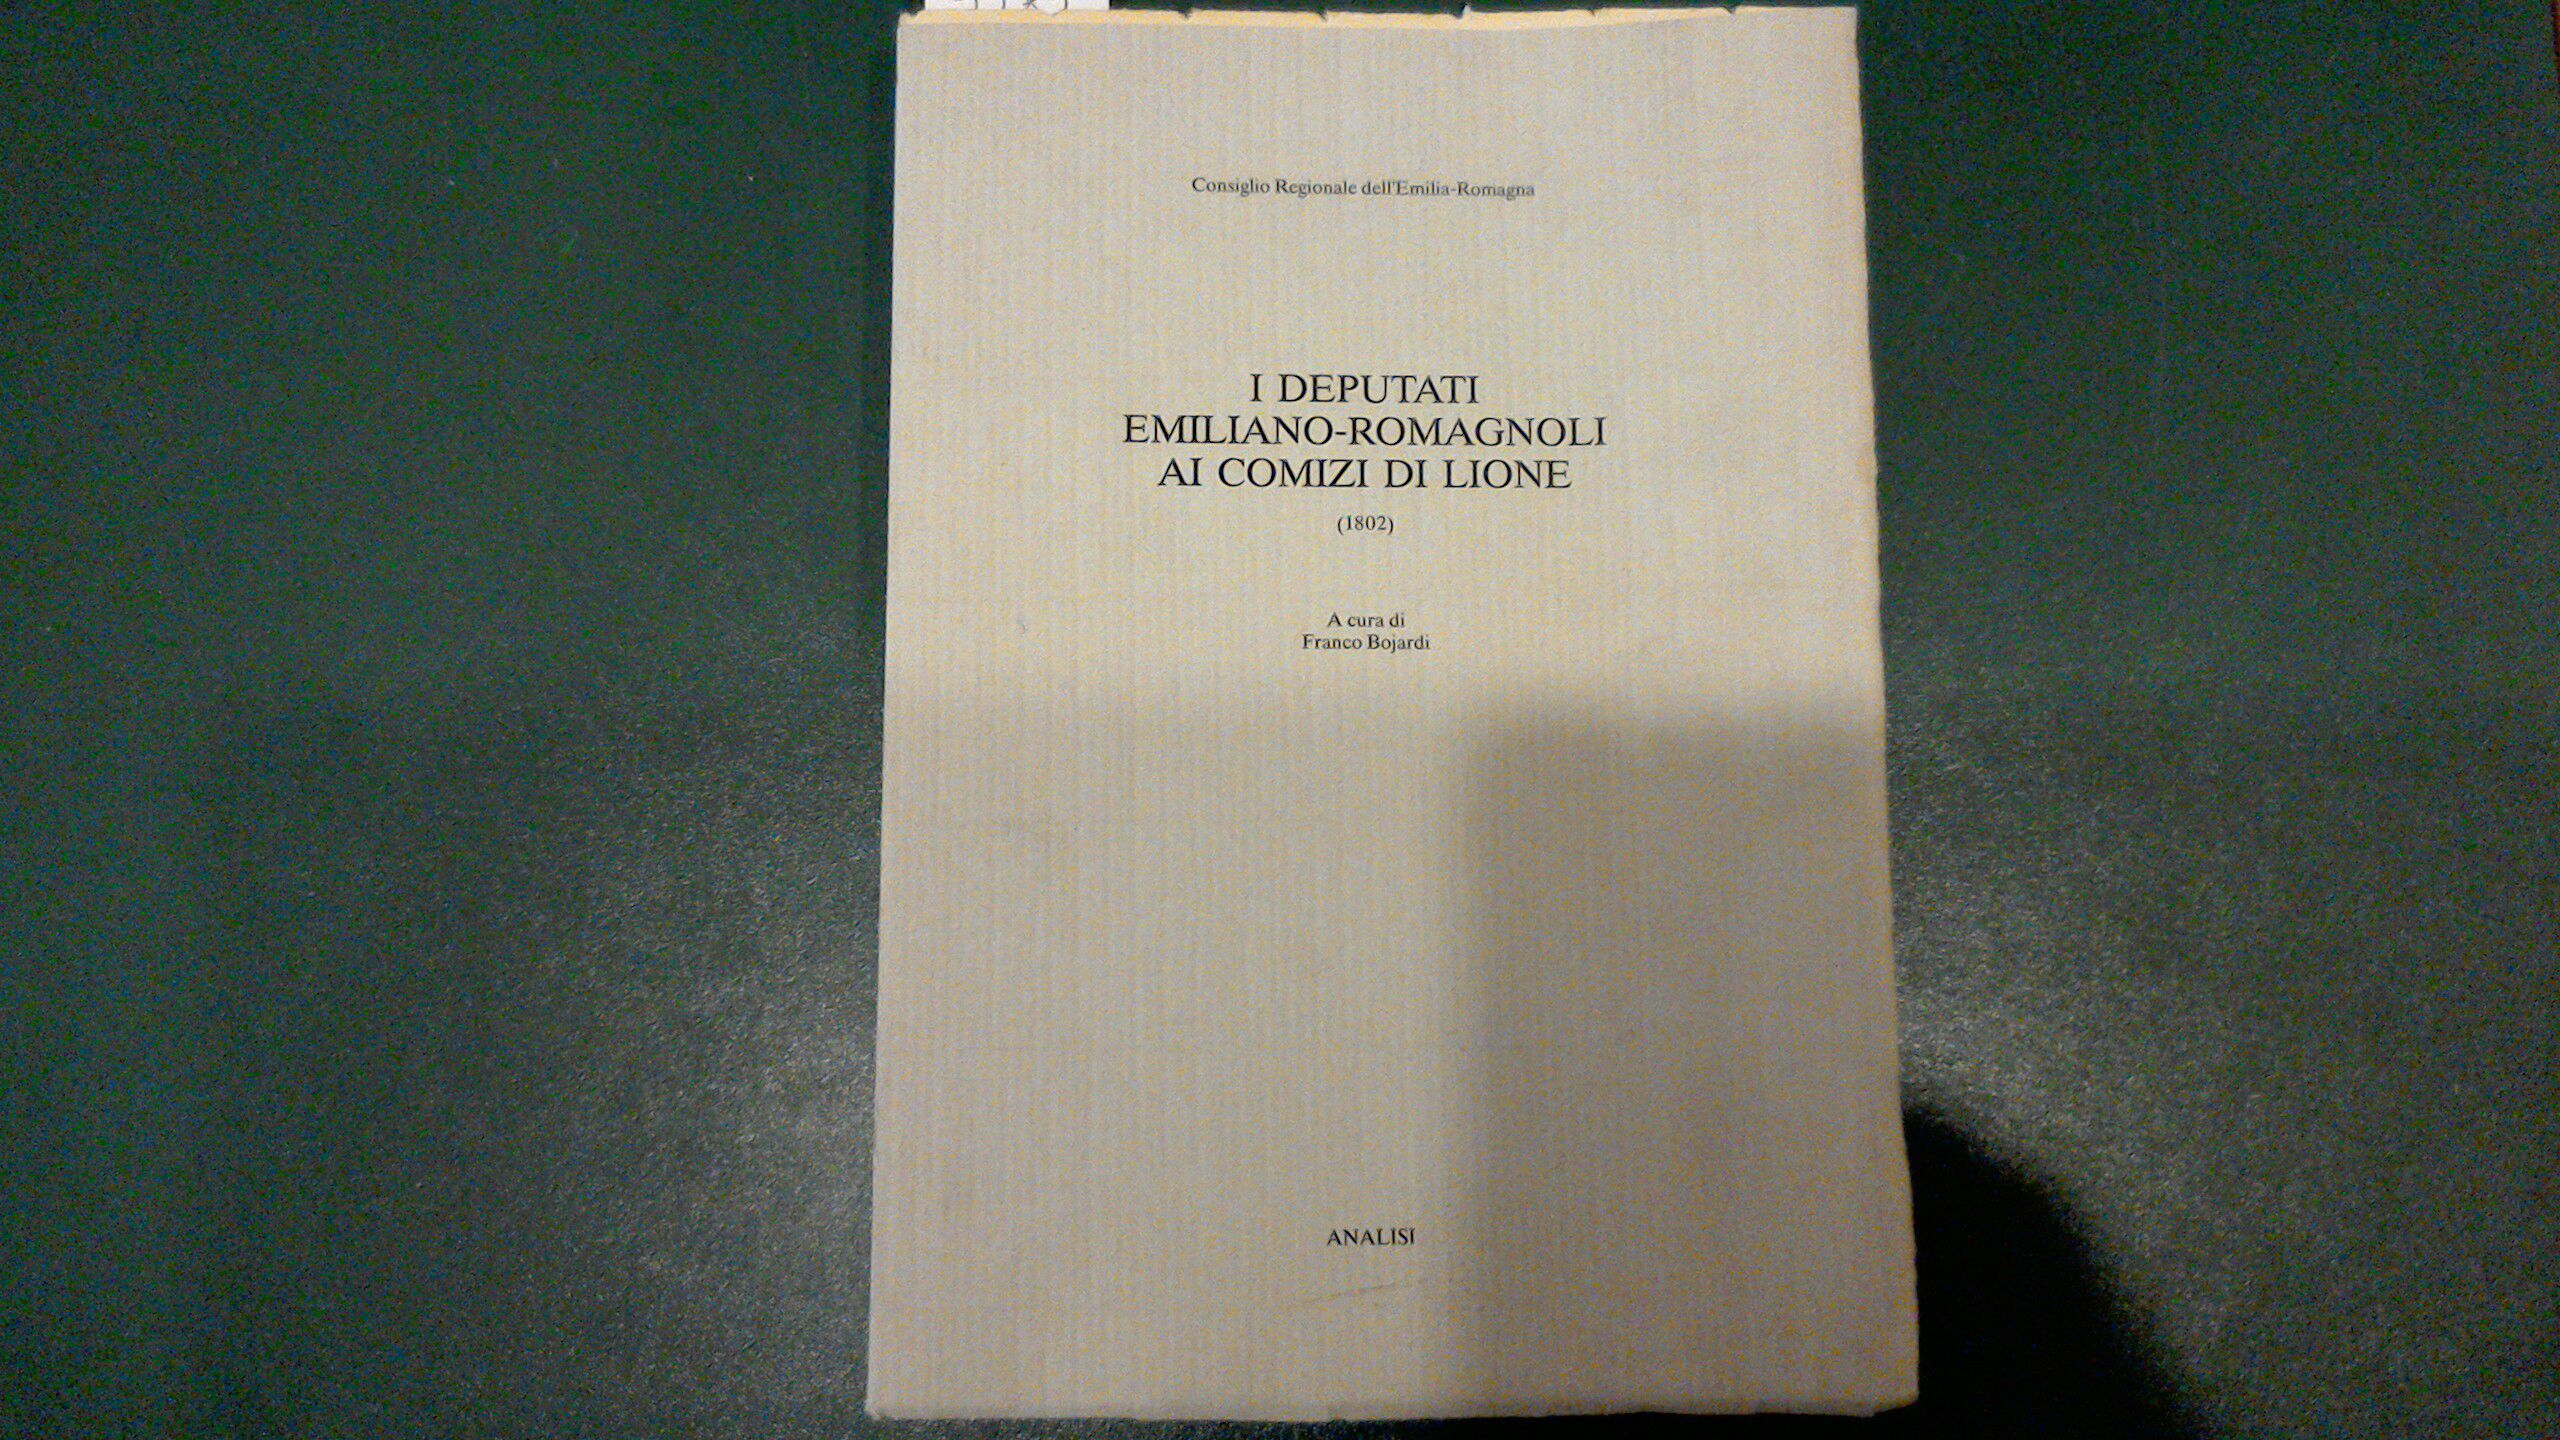 Consiglio Regionale dell'Emilia-Romagna
I DEPUTATI
EMILIANO-ROMAGNOLI
AI COMIZI DI LIONE
(1802)
A cura di
Franco Bojardi
ANALISI